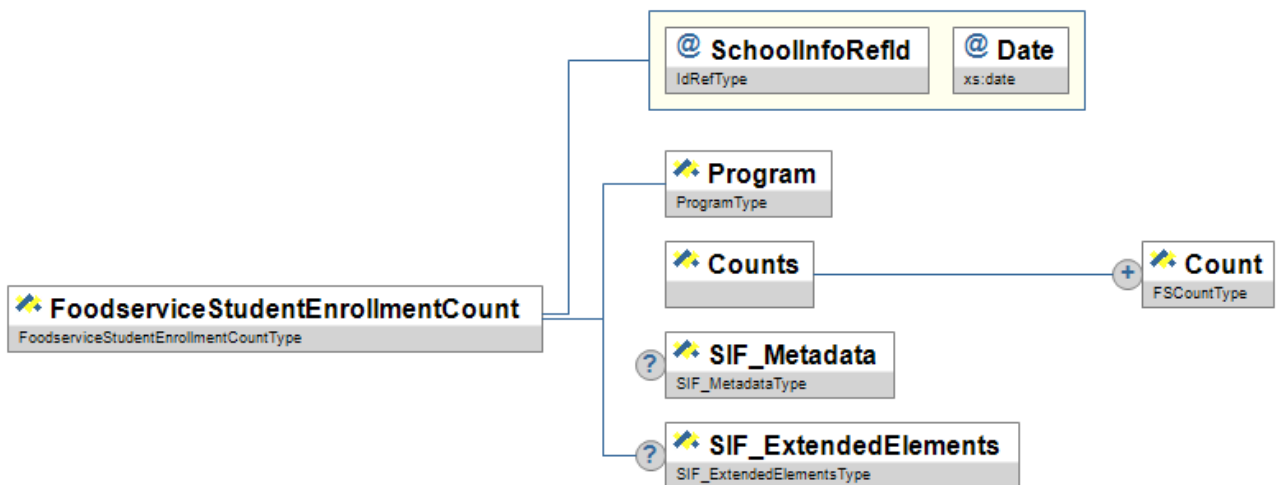 @ SchoolInfoRefId
IdRefType
@ Date
xs:date
Program
ProgramType
Counts
+
Count
FSCountType
FoodserviceStudentEnrollmentCount
FoodserviceStudentEnrollmentCountType
?
SIF_Metadata
SIF_MetadataType
?
SIF_ExtendedElements
SIF_ExtendedElementsType